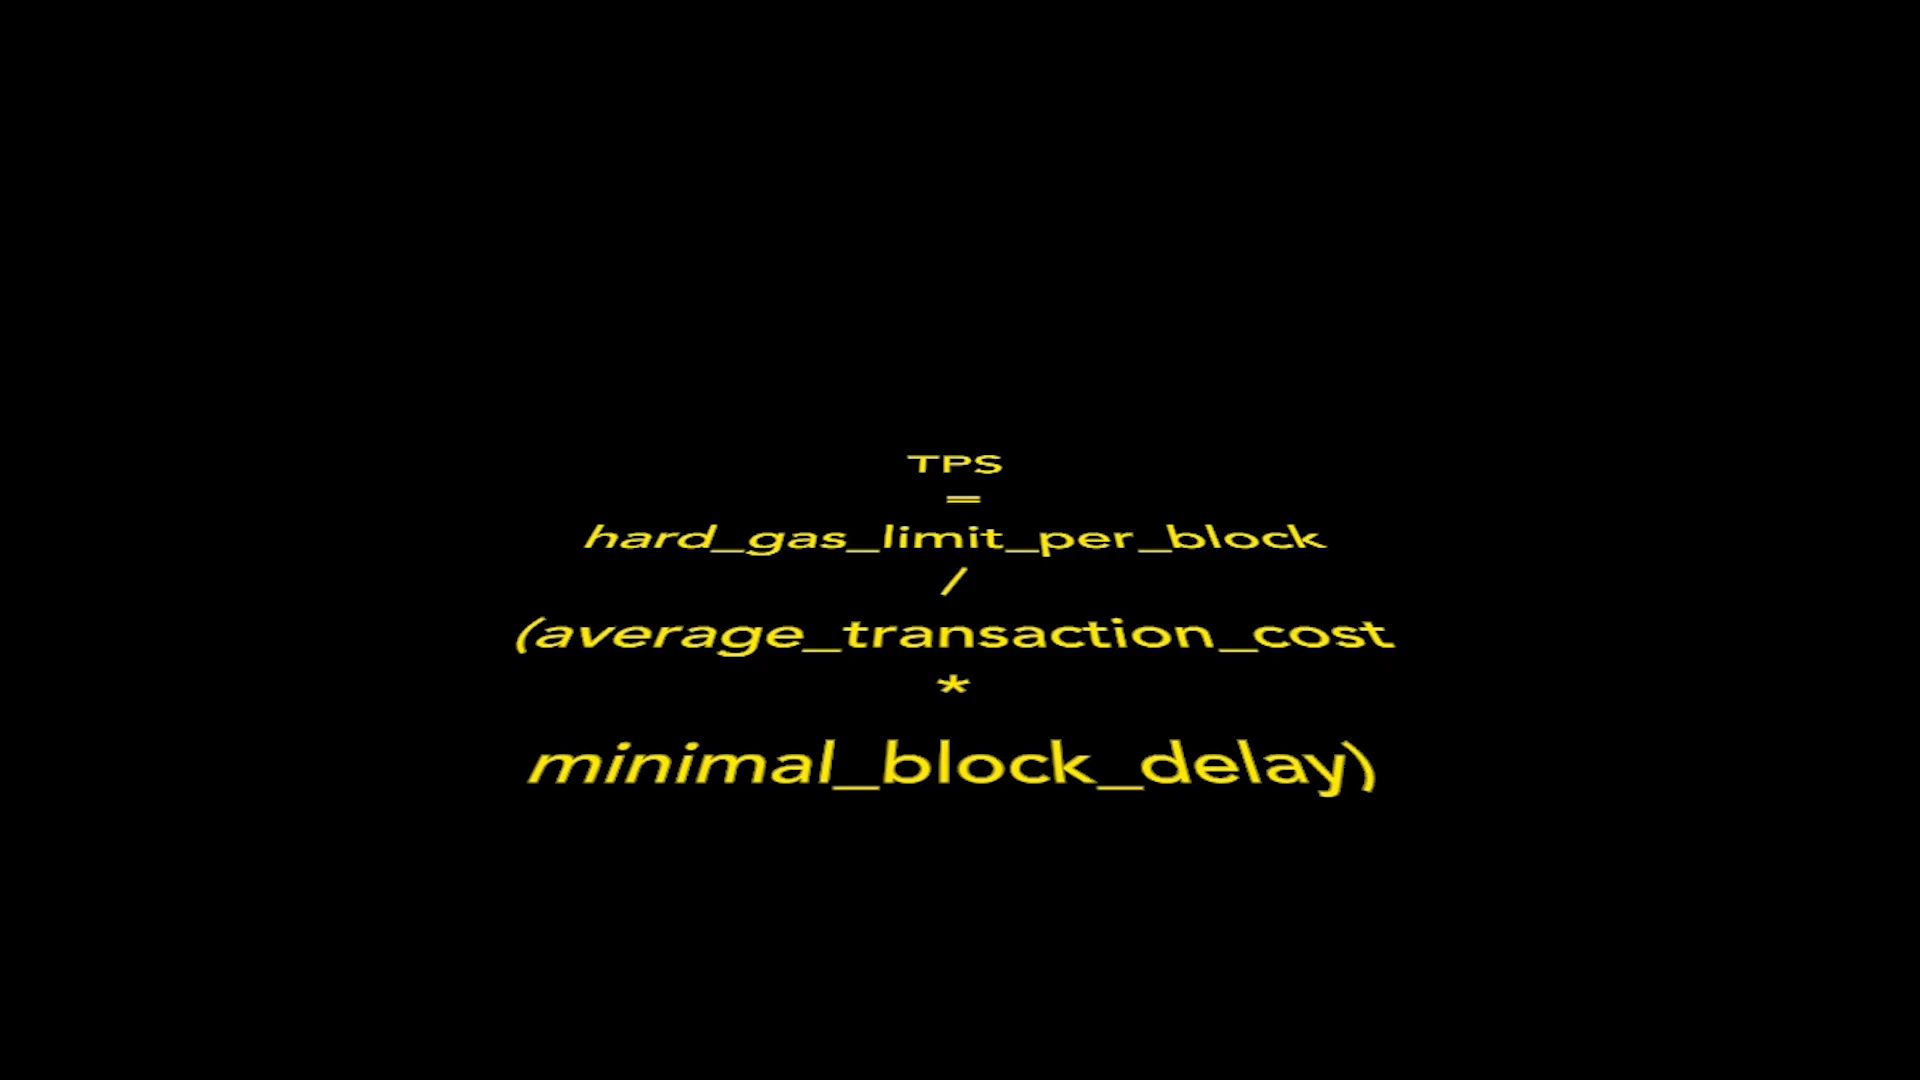 TPS
=
hard_gas_limit_per_block
/
(average_transaction_cost
*
minimal_block_delay)